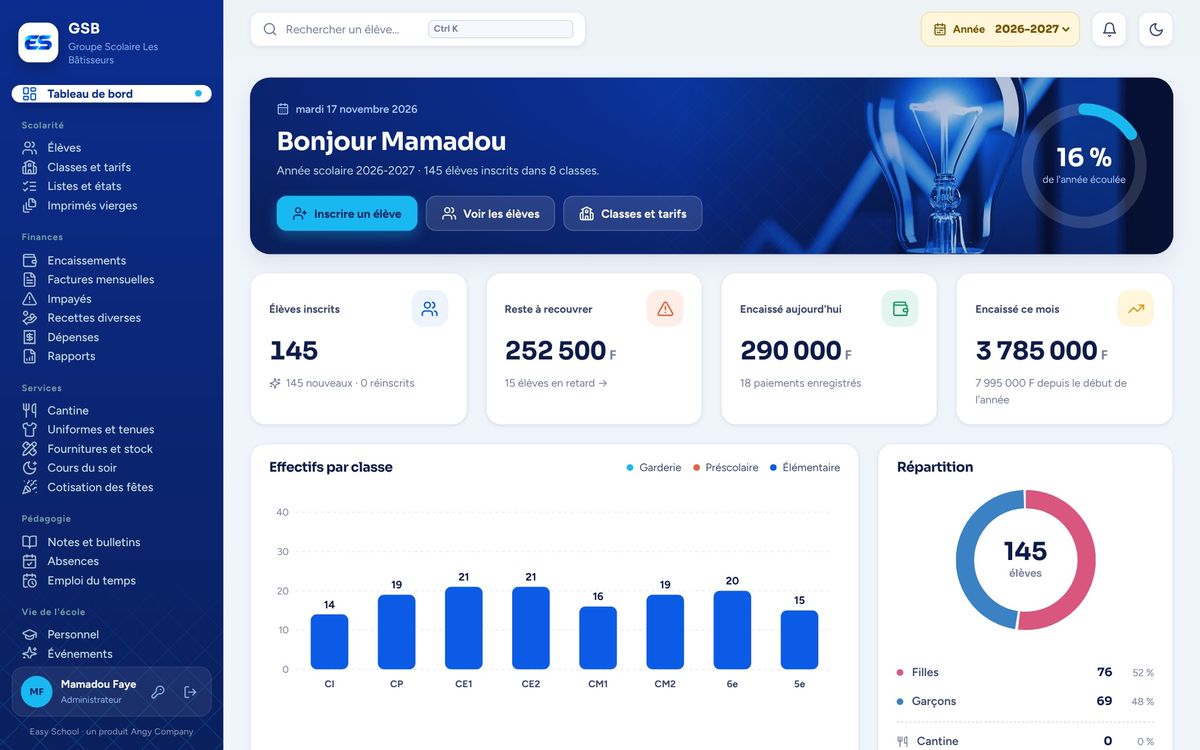 ES
GSB
Groupe Scolaire Les
Bâtisseurs
Tableau de bord
Scolarité
Élèves
Classes et tarifs
Listes et états
Imprimés vierges
Finances
Encaissements
Factures mensuelles
Impayés
Recettes diverses
Dépenses
Rapports
Services
Cantine
Uniformes et tenues
Fournitures et stock
Cours du soir
Cotisation des fêtes
Pédagogie
Notes et bulletins
Absences
Emploi du temps
Vie de l'école
Personnel
Événements
MF
Mamadou Faye
Administrateur
Easy School · un produit Angy Company
Rechercher un élève...
Ctrl K
Année 2026-2027
mardi 17 novembre 2026
Bonjour Mamadou
Année scolaire 2026-2027 · 145 élèves inscrits dans 8 classes.
Inscrire un élève
Voir les élèves
Classes et tarifs
16 %
de l'année écoulée
Élèves inscrits
145
145 nouveaux · 0 réinscrits
Reste à recouvrer
252 500 F
15 élèves en retard →
Encaissé aujourd'hui
290 000 F
18 paiements enregistrés
Encaissé ce mois
3 785 000 F
7 995 000 F depuis le début de
l'année
Effectifs par classe
Garderie
Préscolaire
Élémentaire
40
30
20
10
0
14
19
21
21
16
19
20
15
CI
CP
CE1
CE2
CM1
CM2
6e
5e
Répartition
145
élèves
Filles 76 52 %
Garçons 69 48 %
Cantine 0 0 %